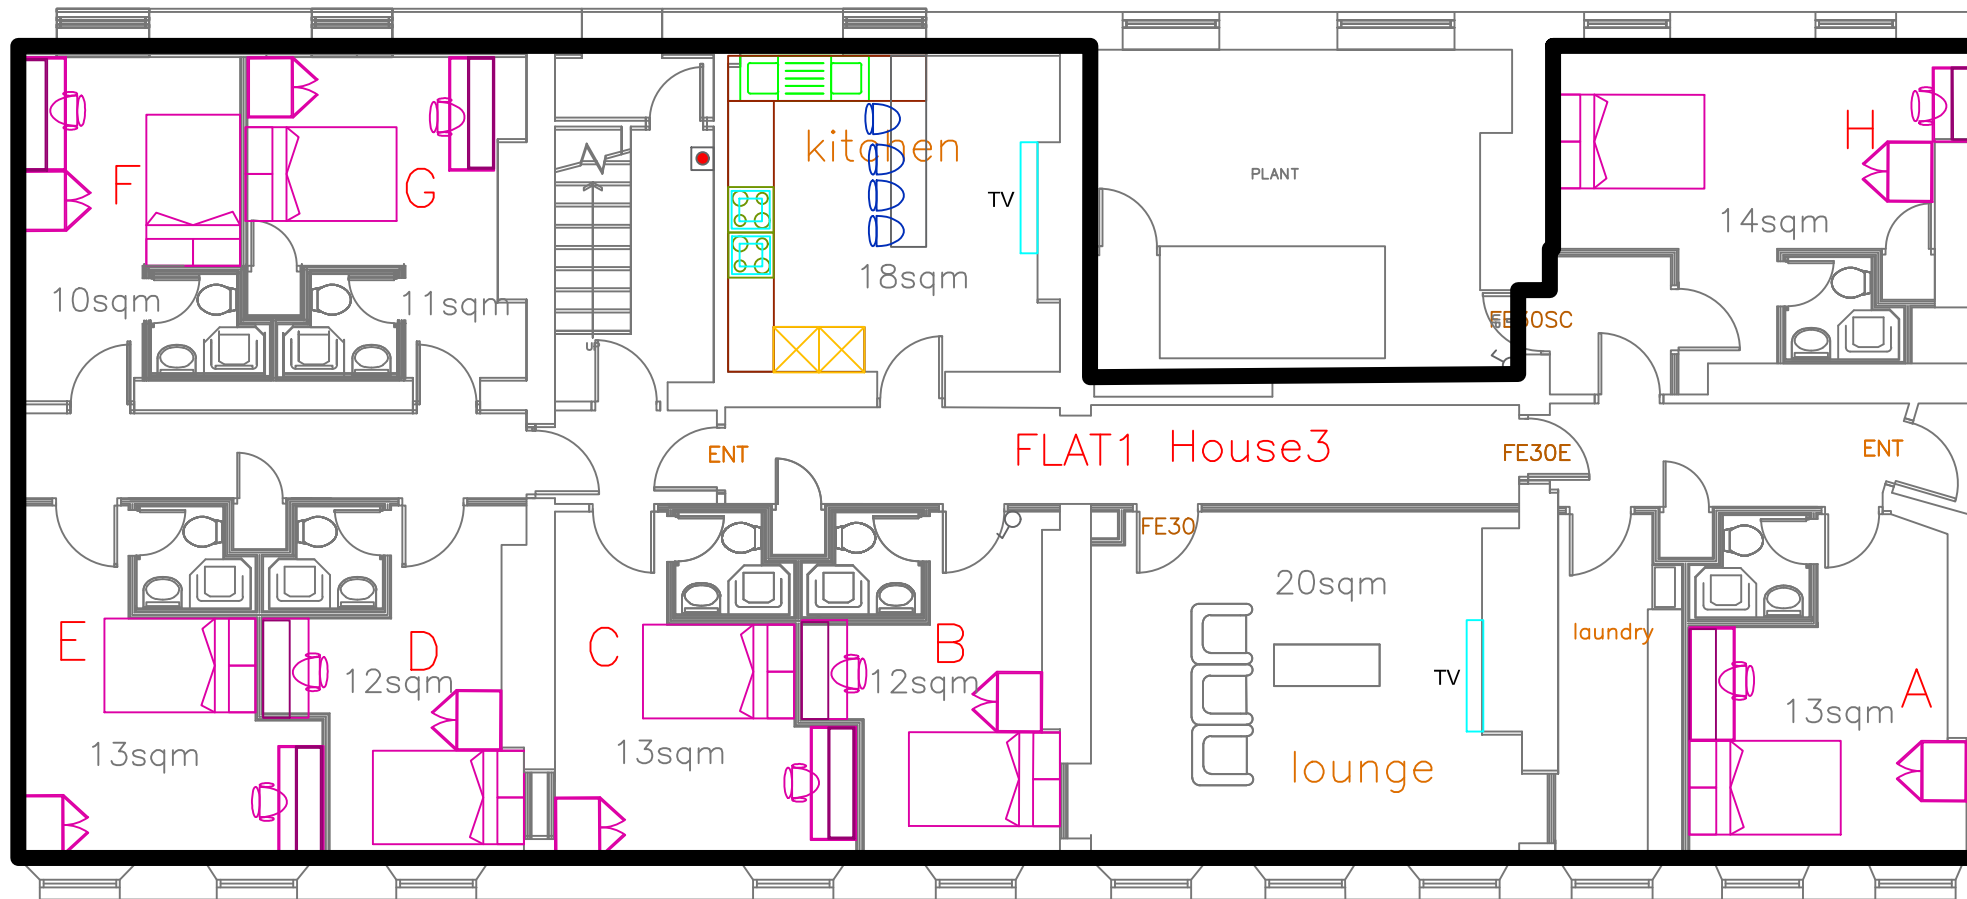 F
G
kitchen
H
TV
PLANT
10sqm
11sqm
18sqm
14sqm
UP
FE30SC
ENT
FLAT1 House3
FE30E
ENT
FE30
20sqm
laundry
E
D
C
B
A
12sqm
12sqm
TV
13sqm
13sqm
13sqm
lounge